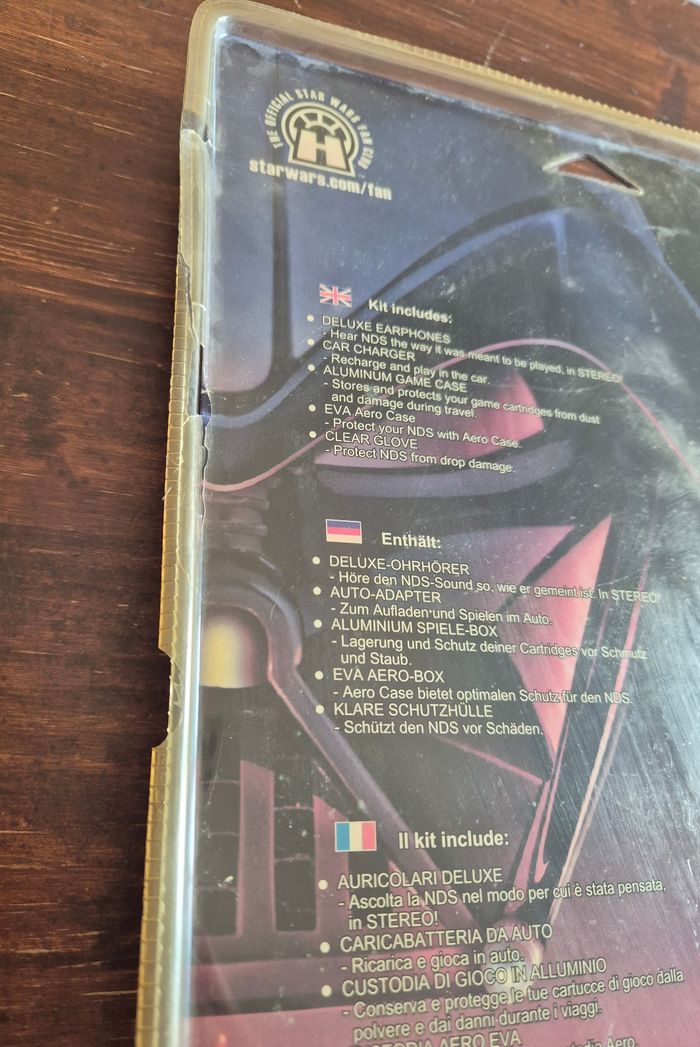 THE OFFICIAL STAR WARS FAN CLUB
H
starwars.com/fan
Kit includes:
• DELUXE EARPHONES
- Hear NDS the way it was meant to be played, in STEREO!
• CAR CHARGER
- Recharge and play in the car.
• ALUMINUM GAME CASE
- Stores and protects your game cartridges from dust
and damage during travel.
• EVA Aero Case
- Protect your NDS with Aero Case.
• CLEAR GLOVE
- Protect NDS from drop damage.
Enthält:
• DELUXE-OHRHÖRER
- Höre den NDS-Sound so, wie er gemeint ist. In STEREO!
• AUTO-ADAPTER
- Zum Aufladen und Spielen im Auto.
• ALUMINIUM SPIELE-BOX
- Lagerung und Schutz deiner Cartridges vor Schmutz
und Staub.
• EVA AERO-BOX
- Aero Case bietet optimalen Schutz für den NDS
• KLARE SCHUTZHÜLLE
- Schützt den NDS vor Schäden.
Il kit include:
• AURICOLARI DELUXE
- Ascolta la NDS nel modo per cui è stata pensata,
in STEREO!
• CARICABATTERIA DA AUTO
- Ricarica e gioca in auto.
• CUSTODIA DI GIOCO IN ALLUMINIO
- Conserva e protegge le tue cartucce di gioco dalla
polvere e dai danni durante i viaggi.
CUSTODIA AERO EVA
Aero.